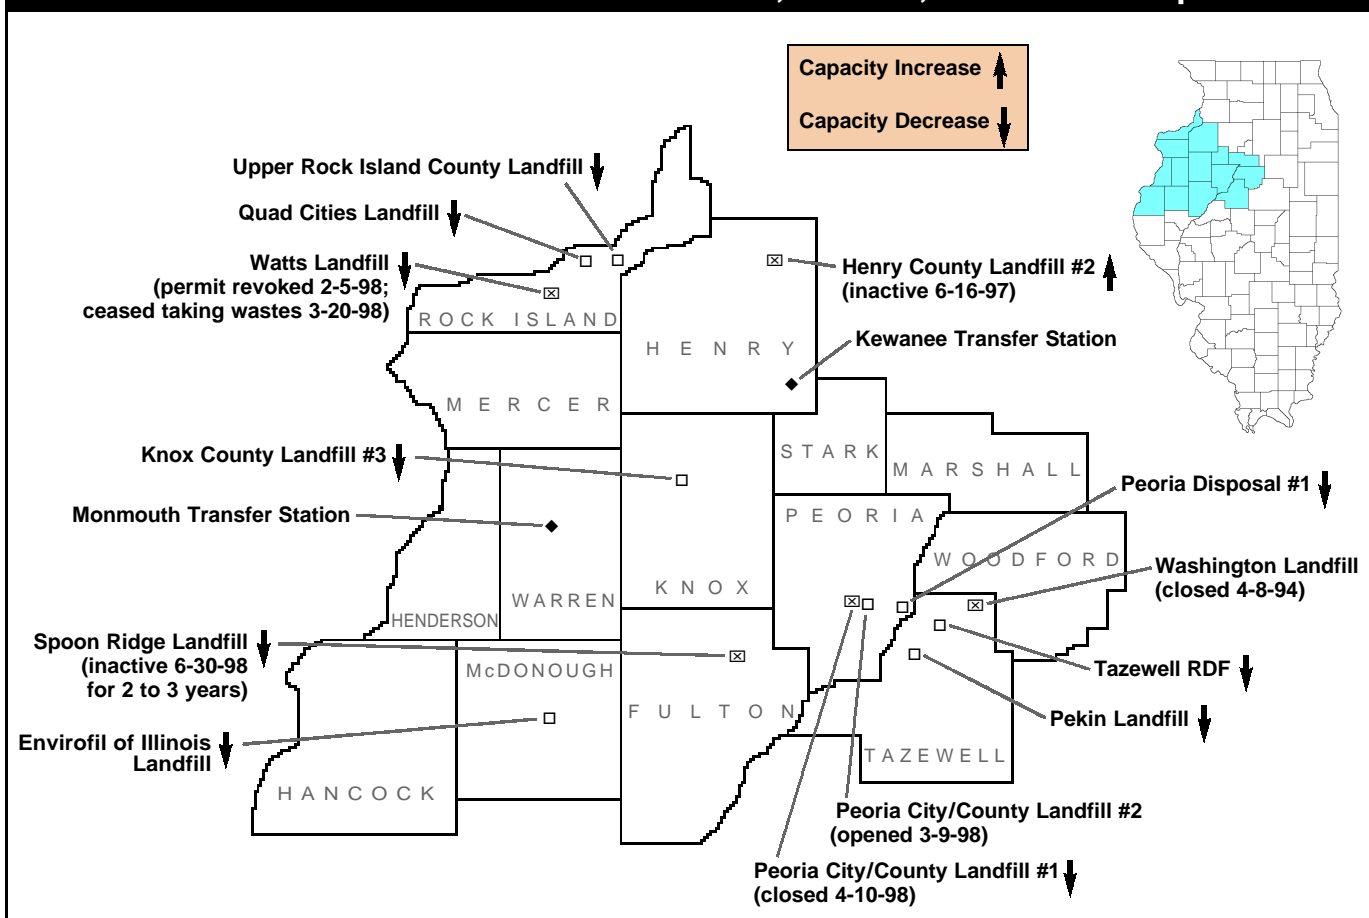 Capacity Increase
Capacity Decrease
Upper Rock Island County Landfill
Quad Cities Landfill
Watts Landfill
(permit revoked 2-5-98;
ceased taking wastes 3-20-98)
Henry County Landfill #2
(inactive 6-16-97)
ROCK ISLAND
HENRY
Kewanee Transfer Station
MERCER
Knox County Landfill #3
STARK
MARSHALL
Peoria Disposal #1
Monmouth Transfer Station
PEORIA
WOODFORD
Washington Landfill
(closed 4-8-94)
KNOX
WARREN
HENDERSON
Spoon Ridge Landfill
(inactive 6-30-98
for 2 to 3 years)
McDONOUGH
Tazewell RDF
FULTON
Pekin Landfill
Envirofil of Illinois
Landfill
TAZEWELL
HANCOCK
Peoria City/County Landfill #2
(opened 3-9-98)
Peoria City/County Landfill #1
(closed 4-10-98)